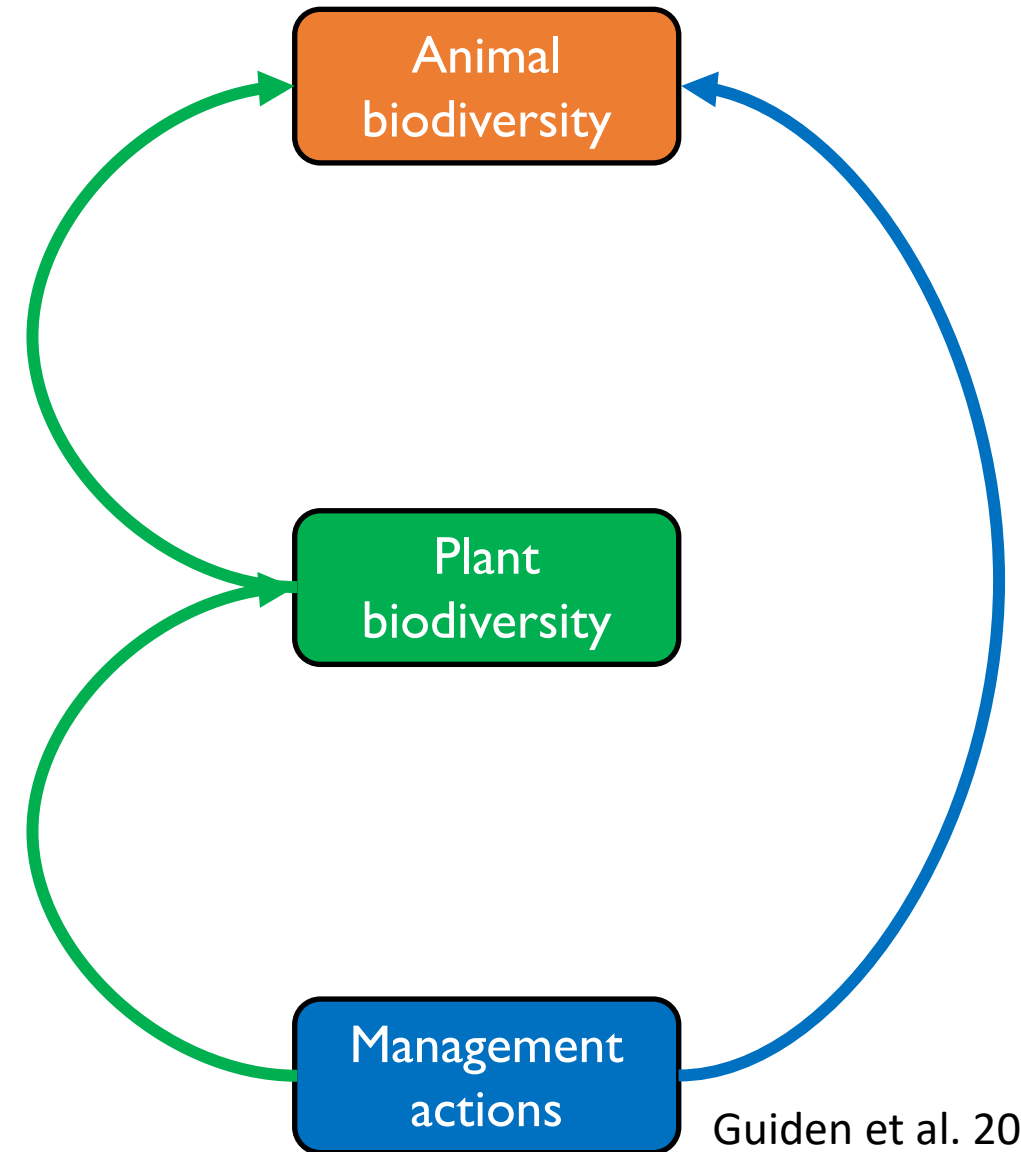 Animal
biodiversity
Plant
biodiversity
Management
actions
Guiden et al. 20